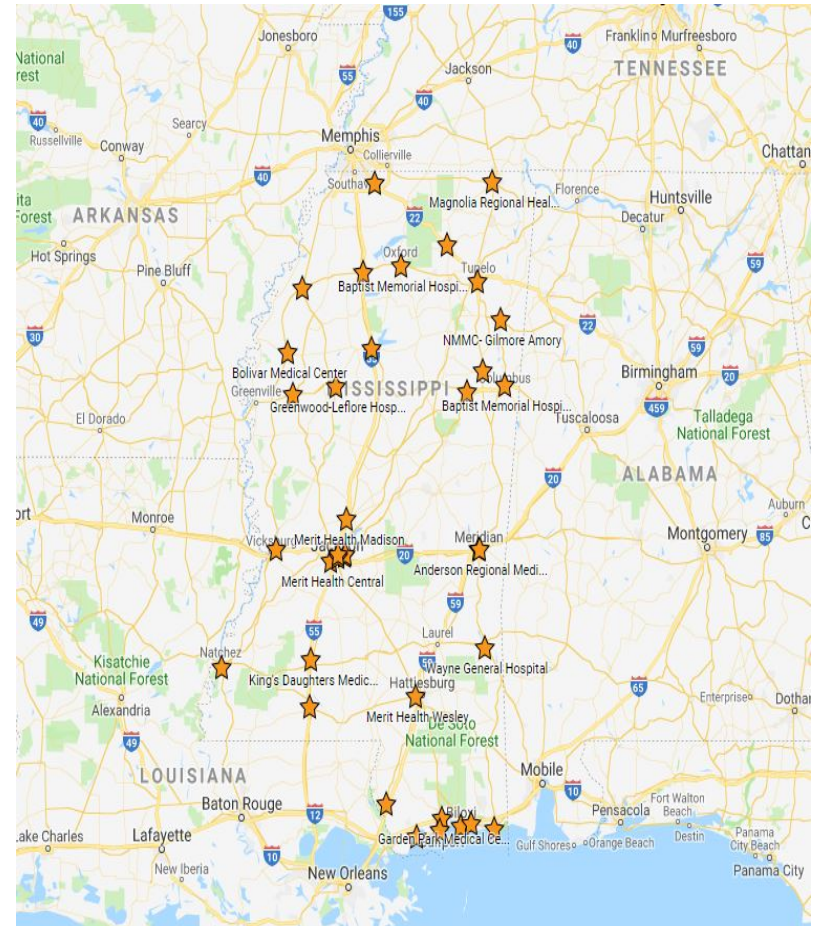 155
Jonesboro
Franklin
Murfreesboro
National
rest
40
55
Jackson
TENNESSEE
40
Searcy
40
Russellville
Conway
Memphis
Collierville
Chattan
40
Southav
Magnolia Regional Heal...
Florence
Huntsville
ita
Forest
ARKANSAS
22
Decatur
Hot Springs
Oxford
Tupelo
59
Pine Bluff
Baptist Memorial Hospi...
30
NMMC- Gilmore Amory
22
59
Bolivar Medical Center
Birmingham
20
Greenville
ISSISSIPPI
Columbus
459
Greenwood-Leflore Hosp...
Baptist Memorial Hospi...
El Dorado
Tuscaloosa
Talladega
National Forest
20
ALABAMA
ort
Monroe
Auburn
Vicksburg
Merit Health Madison
Meridian
Montgomery
85
20
Merit Health Central
Anderson Regional Medi...
49
59
55
Laurel
Natchez
Kisatchie
National Forest
Wayne General Hospital
King's Daughters Medic...
Hattiesburg
65
Enterprise
Dothan
Alexandria
Merit Health Wesley
De Soto
National Forest
49
LOUISIANA
Mobile
10
Baton Rouge
12
Biloxi
Pensacola
Fort Walton
Beach
Lake Charles
Lafayette
Garden Park Medical Ce...
Gulf Shores
Orange Beach
Destin
Panama
City Beach
10
New Iberia
New Orleans
Panama City